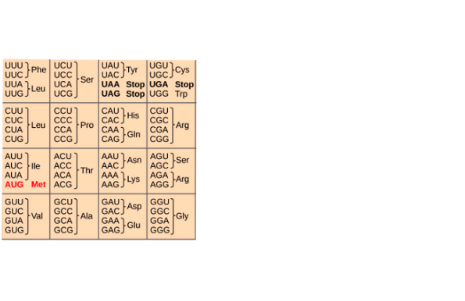 UUU UUC Phe UCU UCC UCA UCG Ser UAU UAC Tyr UGU UGC Cys
UUA UUG Leu UAA Stop UAG Stop UGA Stop UGG Trp
CUU CUC CUA CUG Leu CCU CCC CCA CCG Pro CAU CAC His CGU CGC CGA CGG Arg
CAA CAG Gln
AUU AUC AUA Ile ACU ACC ACA ACG Thr AAU AAC Asn AGU AGC Ser
AUG Met AAA AAG Lys AGA AGG Arg
GUU GUC GUA GUG Val GCU GCC GCA GCG Ala GAU GAC Asp GGU GGC GGA GGG Gly
GAA GAG Glu